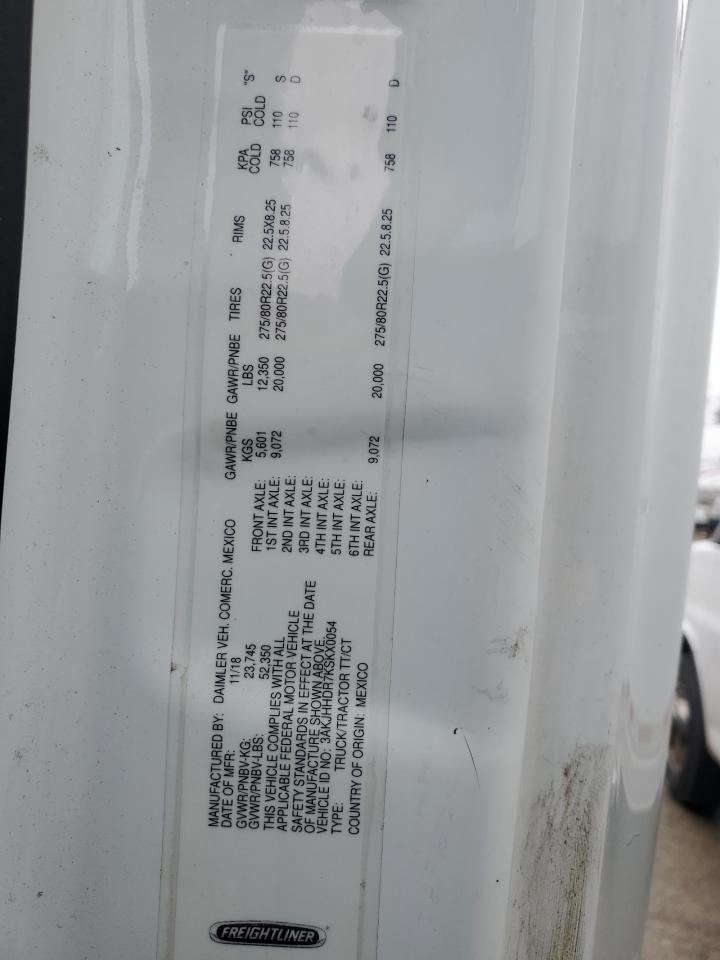 FREIGHTLINER
MANUFACTURED BY: DAIMLER VEH. COMERC. MEXICO
DATE OF MFR: 11/18
GVWR/PNBV-KG: 23,745
GVWR/PNBV-LBS: 52,350
THIS VEHICLE COMPLIES WITH ALL
APPLICABLE FEDERAL MOTOR VEHICLE
SAFETY STANDARDS IN EFFECT AT THE DATE
OF MANUFACTURE SHOWN ABOVE.
VEHICLE ID NO: 3AKJHHDR7KSKX0054
TYPE: TRUCK/TRACTOR TT/CT
COUNTRY OF ORIGIN: MEXICO
GAWR/PNBE GAWR/PNBE TIRES RIMS KPA PSI "S"
KGS LBS COLD COLD
FRONT AXLE: 5,601 12,350 275/80R22.5(G) 22.5X8.25 758 110 S
1ST INT AXLE: 9,072 20,000 275/80R22.5(G) 22.5.8.25 758 110 D
2ND INT AXLE:
3RD INT AXLE:
4TH INT AXLE:
5TH INT AXLE:
6TH INT AXLE:
REAR AXLE: 9,072 20,000 275/80R22.5(G) 22.5.8.25 758 110 D